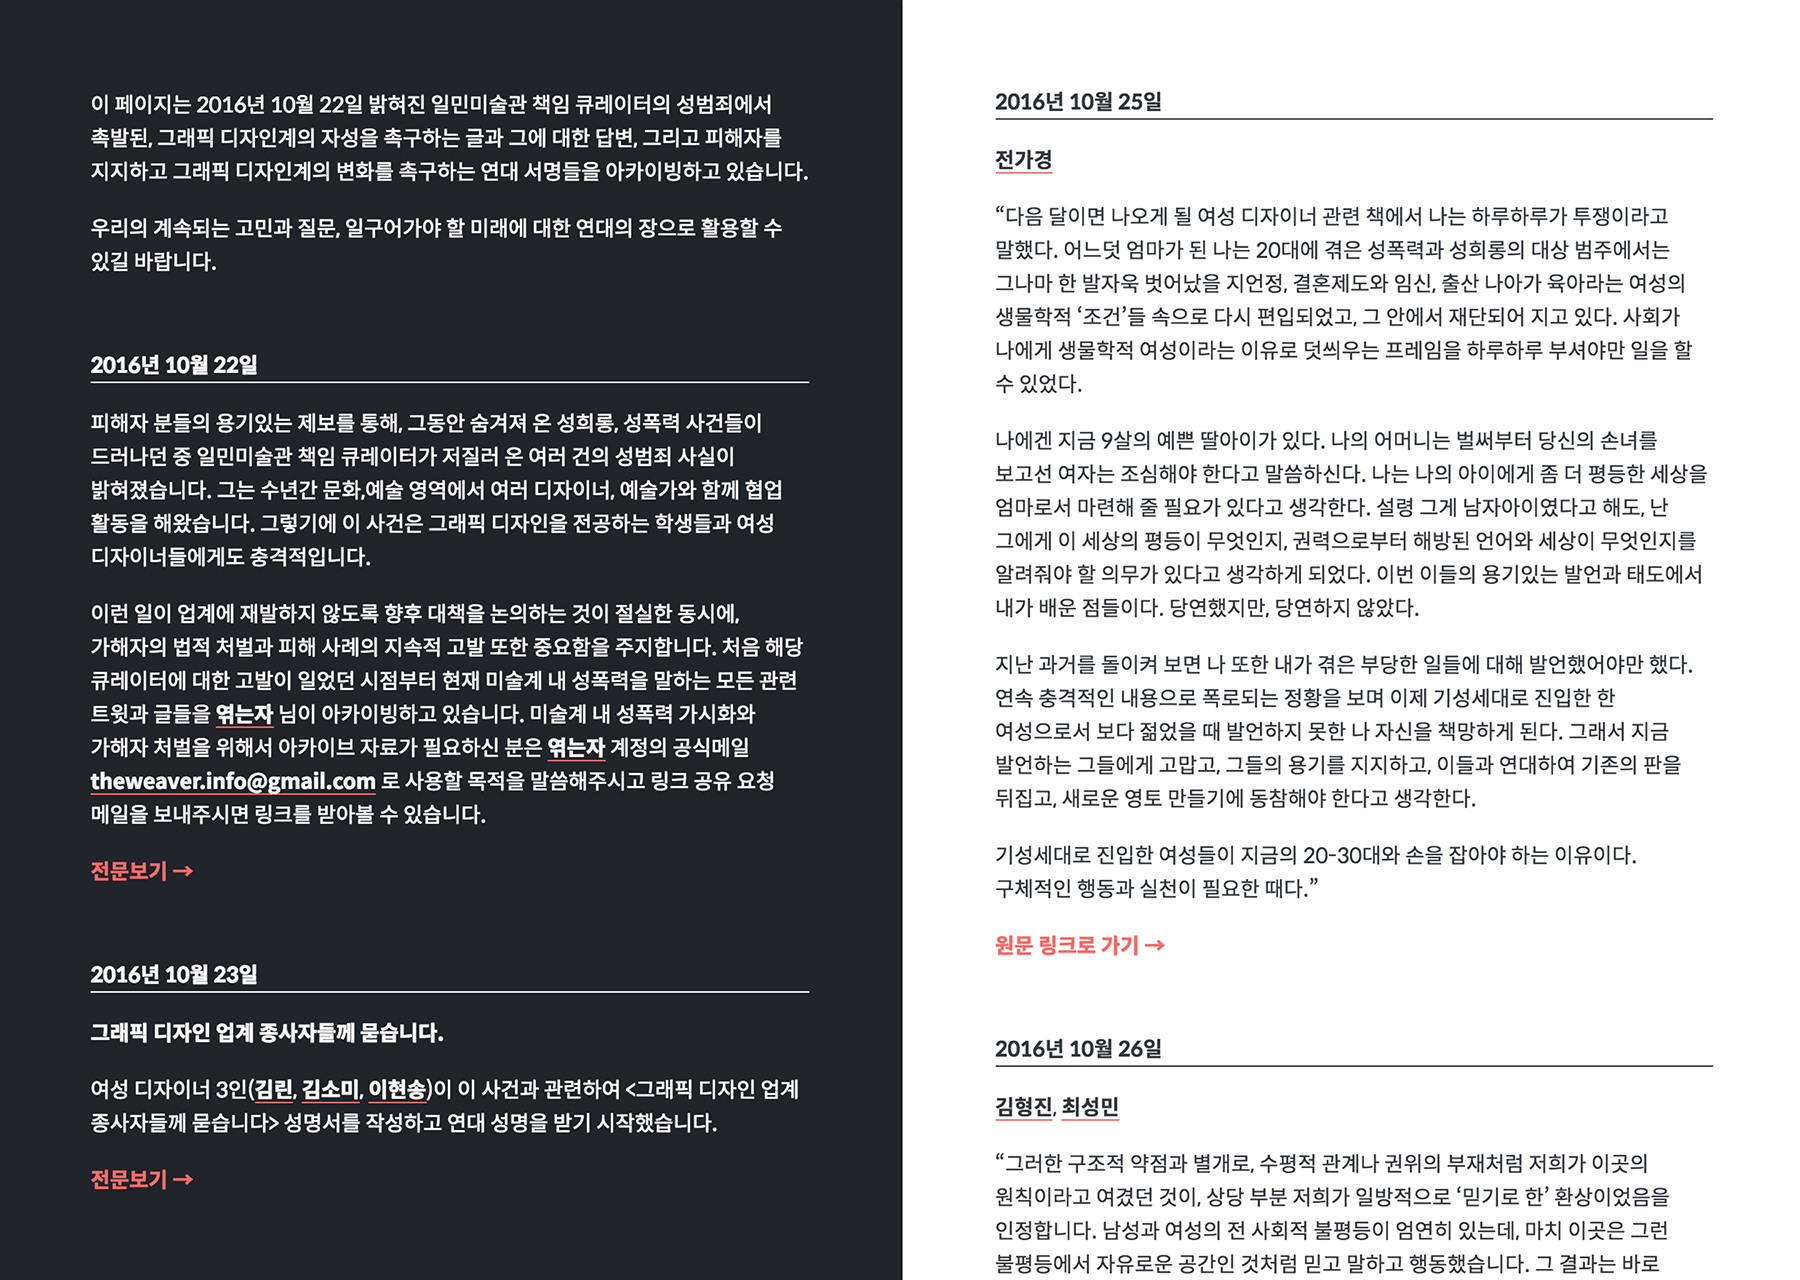 이 페이지는 2016년 10월 22일 밝혀진 일민미술관 책임 큐레이터의 성범죄에서
촉발된, 그래픽 디자인계의 자성을 촉구하는 글과 그에 대한 답변, 그리고 피해자를
지지하고 그래픽 디자인계의 변화를 촉구하는 연대 서명들을 아카이빙하고 있습니다.
우리의 계속되는 고민과 질문, 일구어가야 할 미래에 대한 연대의 장으로 활용할 수
있길 바랍니다.
2016년 10월 22일
피해자 분들의 용기있는 제보를 통해, 그동안 숨겨져 온 성희롱, 성폭력 사건들이
드러나던 중 일민미술관 책임 큐레이터가 저질러 온 여러 건의 성범죄 사실이
밝혀졌습니다. 그는 수년간 문화,예술 영역에서 여러 디자이너, 예술가와 함께 협업
활동을 해왔습니다. 그렇기에 이 사건은 그래픽 디자인을 전공하는 학생들과 여성
디자이너들에게도 충격적입니다.
이런 일이 업계에 재발하지 않도록 향후 대책을 논의하는 것이 절실한 동시에,
가해자의 법적 처벌과 피해 사례의 지속적 고발 또한 중요함을 주지합니다. 처음 해당
큐레이터에 대한 고발이 일었던 시점부터 현재 미술계 내 성폭력을 말하는 모든 관련
트윗과 글들을 엮는자 님이 아카이빙하고 있습니다. 미술계 내 성폭력 가시화와
가해자 처벌을 위해서 아카이브 자료가 필요하신 분은 엮는자 계정의 공식메일
theweaver.info@gmail.com 로 사용할 목적을 말씀해주시고 링크 공유 요청
메일을 보내주시면 링크를 받아볼 수 있습니다.
전문보기 →
2016년 10월 23일
그래픽 디자인 업계 종사자들께 묻습니다.
여성 디자이너 3인(김린, 김소미, 이현송)이 이 사건과 관련하여 <그래픽 디자인 업계
종사자들께 묻습니다> 성명서를 작성하고 연대 성명을 받기 시작했습니다.
전문보기 →
2016년 10월 25일
전가경
“다음 달이면 나오게 될 여성 디자이너 관련 책에서 나는 하루하루가 투쟁이라고
말했다. 어느덧 엄마가 된 나는 20대에 겪은 성폭력과 성희롱의 대상 범주에서는
그나마 한 발자욱 벗어났을 지언정, 결혼제도와 임신, 출산 나아가 육아라는 여성의
생물학적 ‘조건’들 속으로 다시 편입되었고, 그 안에서 재단되어 지고 있다. 사회가
나에게 생물학적 여성이라는 이유로 덧씌우는 프레임을 하루하루 부셔야만 일을 할
수 있었다.
나에겐 지금 9살의 예쁜 딸아이가 있다. 나의 어머니는 벌써부터 당신의 손녀를
보고선 여자는 조심해야 한다고 말씀하신다. 나는 나의 아이에게 좀 더 평등한 세상을
엄마로서 마련해 줄 필요가 있다고 생각한다. 설령 그게 남자아이였다고 해도, 난
그에게 이 세상의 평등이 무엇인지, 권력으로부터 해방된 언어와 세상이 무엇인지를
알려줘야 할 의무가 있다고 생각하게 되었다. 이번 이들의 용기있는 발언과 태도에서
내가 배운 점들이다. 당연했지만, 당연하지 않았다.
지난 과거를 돌이켜 보면 나 또한 내가 겪은 부당한 일들에 대해 발언했어야만 했다.
연속 충격적인 내용으로 폭로되는 정황을 보며 이제 기성세대로 진입한 한
여성으로서 보다 젊었을 때 발언하지 못한 나 자신을 책망하게 된다. 그래서 지금
발언하는 그들에게 고맙고, 그들의 용기를 지지하고, 이들과 연대하여 기존의 판을
뒤집고, 새로운 영토 만들기에 동참해야 한다고 생각한다.
기성세대로 진입한 여성들이 지금의 20-30대와 손을 잡아야 하는 이유이다.
구체적인 행동과 실천이 필요한 때다.”
원문 링크로 가기 →
2016년 10월 26일
김형진, 최성민
“그러한 구조적 약점과 별개로, 수평적 관계나 권위의 부재처럼 저희가 이곳의
원칙이라고 여겼던 것이, 상당 부분 저희가 일방적으로 ‘믿기로 한’ 환상이었음을
인정합니다. 남성과 여성의 전 사회적 불평등이 엄연히 있는데, 마치 이곳은 그런
불평등에서 자유로운 공간인 것처럼 믿고 말하고 행동했습니다. 그 결과는 바로